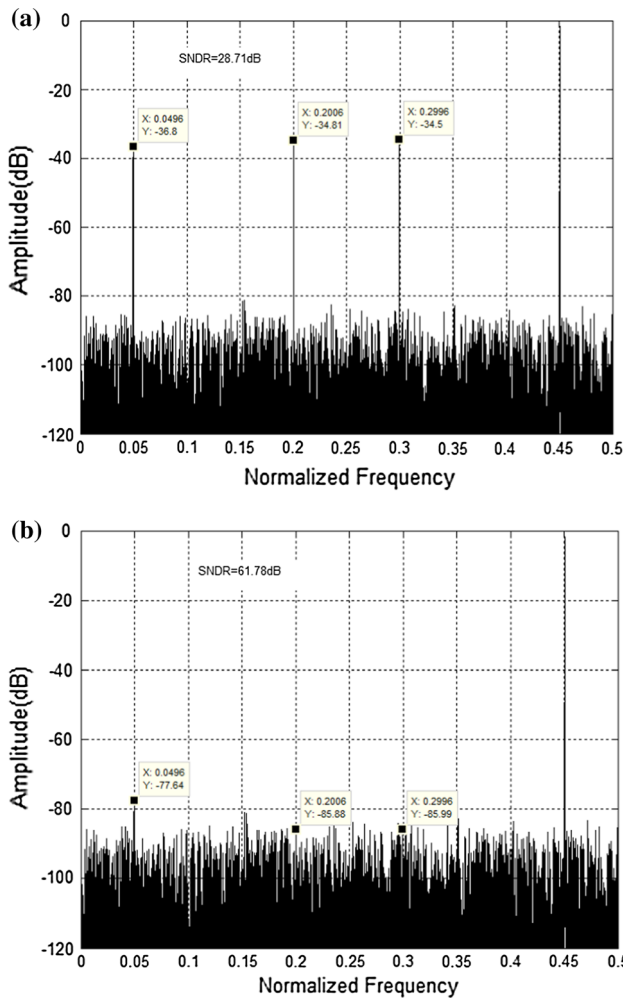 (a)
0
-20
-40
-60
-80
-100
-120
Amplitude(dB)
SNDR=28.71dB
X: 0.0496
Y: -36.8
X: 0.2006
Y: -34.81
X: 0.2996
Y: -34.5
0 0.05 0.1 0.15 0.2 0.25 0.3 0.35 0.4 0.45 0.5
Normalized Frequency
(b)
0
-20
-40
-60
-80
-100
-120
Amplitude(dB)
SNDR=61.78dB
X: 0.0496
Y: -77.64
X: 0.2006
Y: -85.88
X: 0.2996
Y: -85.99
0 0.05 0.1 0.15 0.2 0.25 0.3 0.35 0.4 0.45 0.5
Normalized Frequency